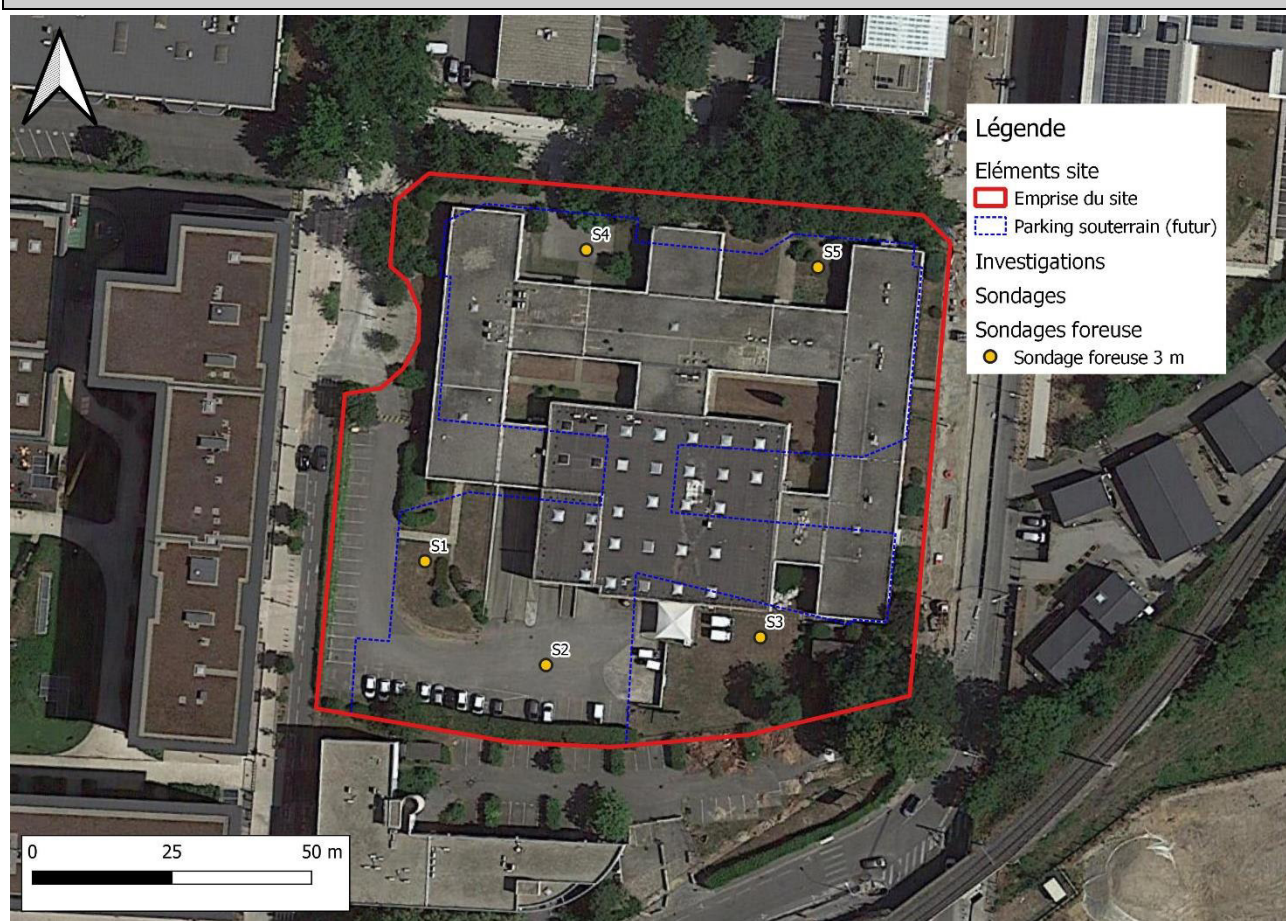 Légende
Eléments site
Emprise du site
Parking souterrain (futur)
Investigations
Sondages
Sondages foreuse
Sondage foreuse 3 m
S4
S5
S1
S3
S2
0 25 50 m